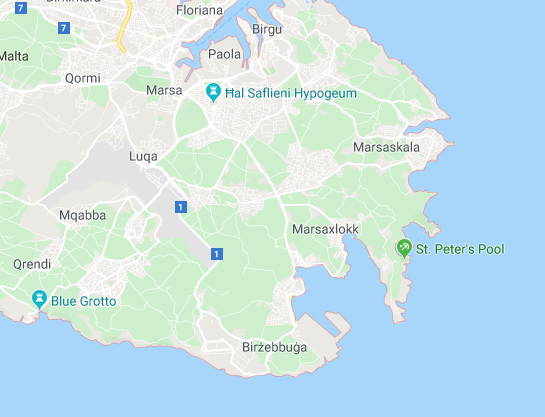 Birkirkara
Floriana
7
Birgu
7
Paola
Malta
Qormi
Marsa
Ħal Saflieni Hypogeum
Marsaskala
Luqa
1
Mqabba
Marsaxlokk
1
St. Peter's Pool
Qrendi
Blue Grotto
Birżebbuġa